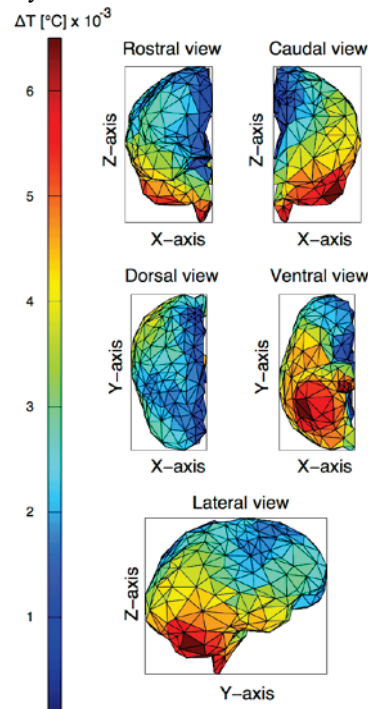 ΔT [°C] x 10⁻³
Rostral view
Caudal view
6
5
4
3
2
1
Z-axis
X-axis
Z-axis
X-axis
Dorsal view
Ventral view
Y-axis
X-axis
Y-axis
X-axis
Lateral view
Z-axis
Y-axis